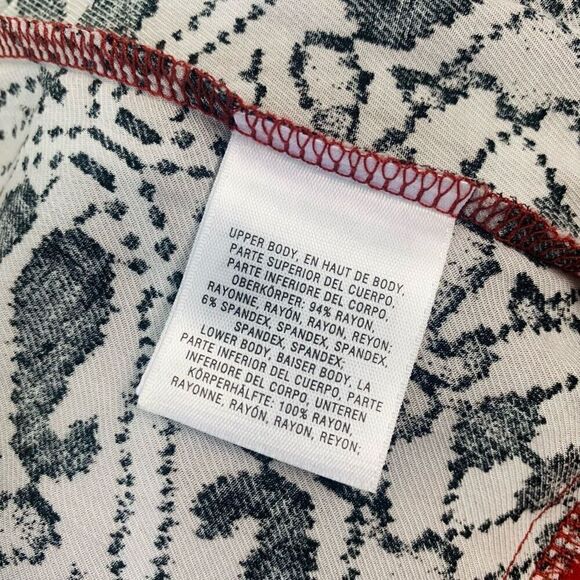 UPPER BODY, EN HAUT DE BODY,
PARTE SUPERIOR DEL CUERPO,
PARTE INFERIORE DEL CORPO,
OBERKÖRPER: 94% RAYON,
RAYONNE, RAYÓN, RAYON, REYON;
6% SPANDEX, SPANDEX, SPANDEX,
SPANDEX, SPANDEX;
LOWER BODY, BAISER BODY, LA
PARTE INFERIOR DEL CUERPO, PARTE
INFERIORE DEL CORPO, UNTEREN
KÖRPERHÄLFTE: 100% RAYON,
RAYONNE, RAYÓN, RAYON, REYON;